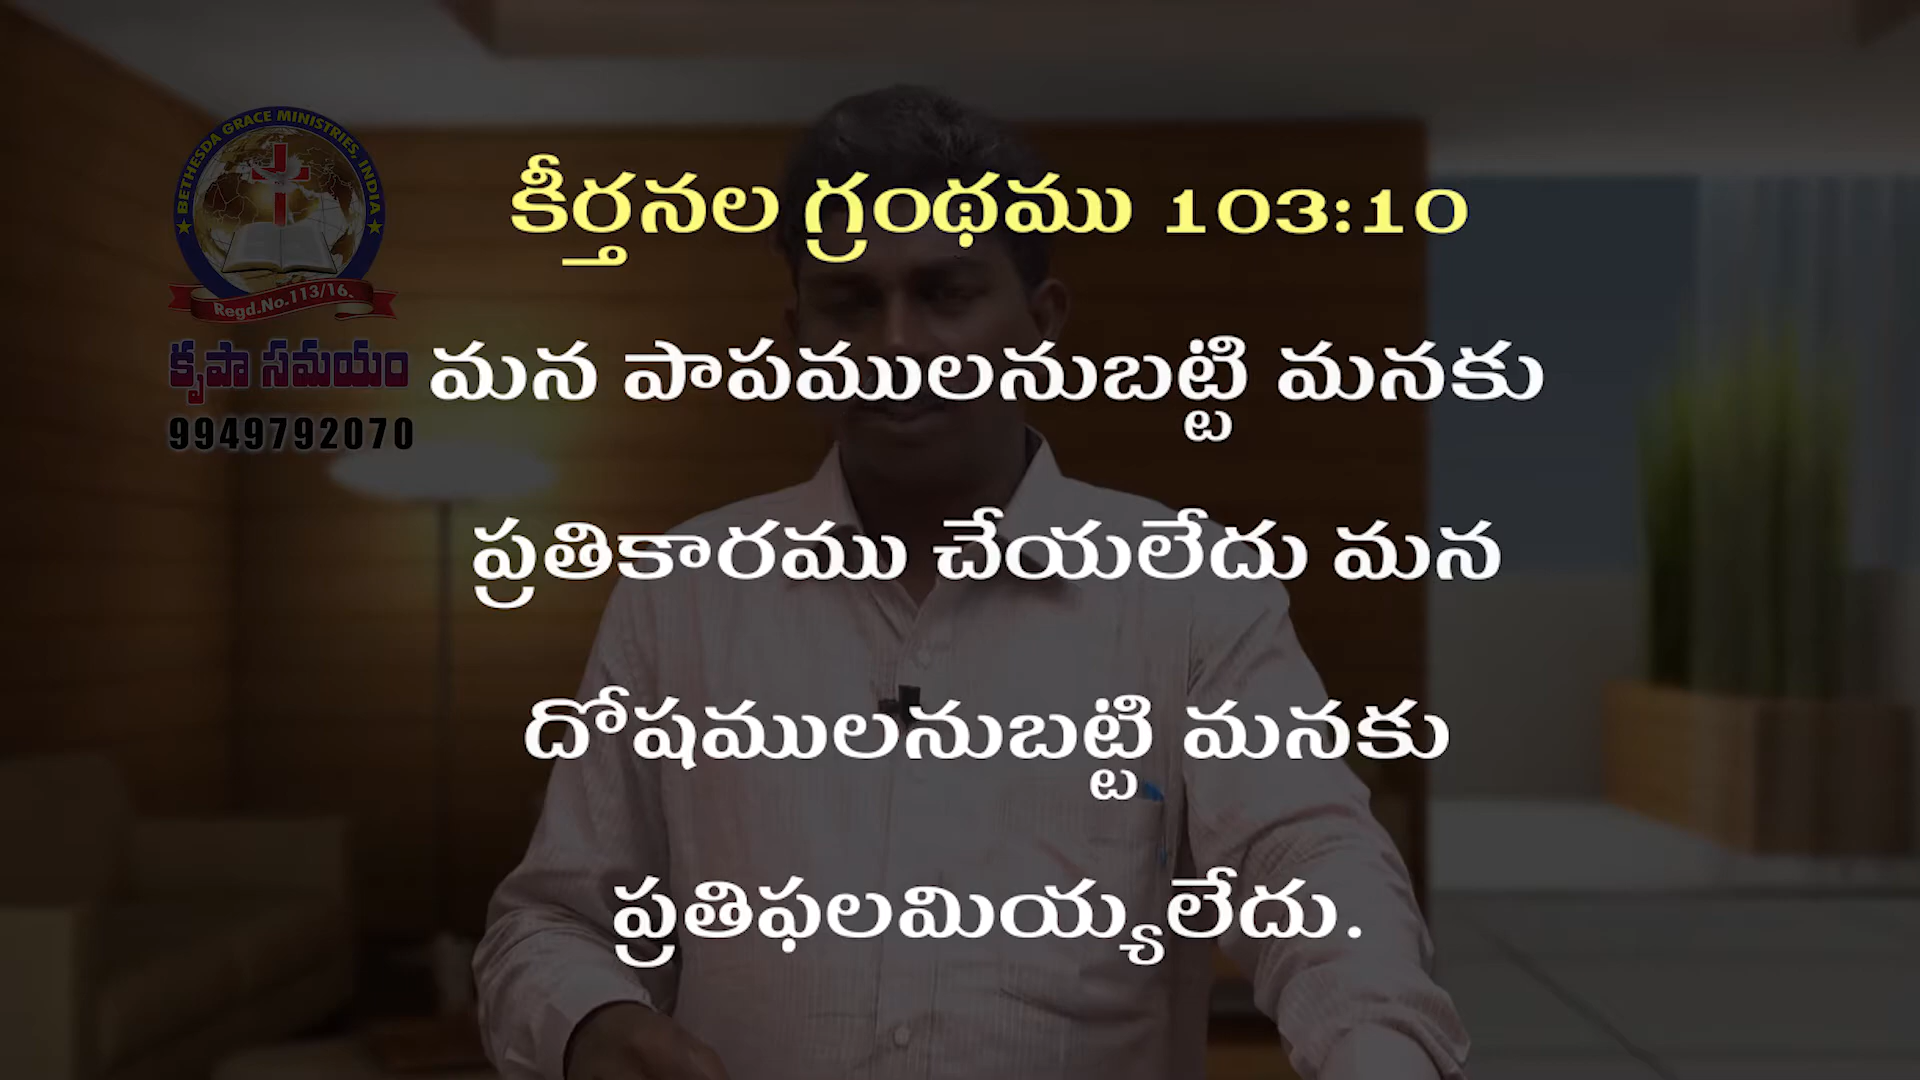 BETHESDA GRACE MINISTRIES, INDIA
Regd.No.113/16.
కృపా సమయం
9949792070
కీర్తనల గ్రంథము 103:10
మన పాపములనుబట్టి మనకు
ప్రతికారము చేయలేదు మన
దోషములనుబట్టి మనకు
ప్రతిఫలమియ్యలేదు.